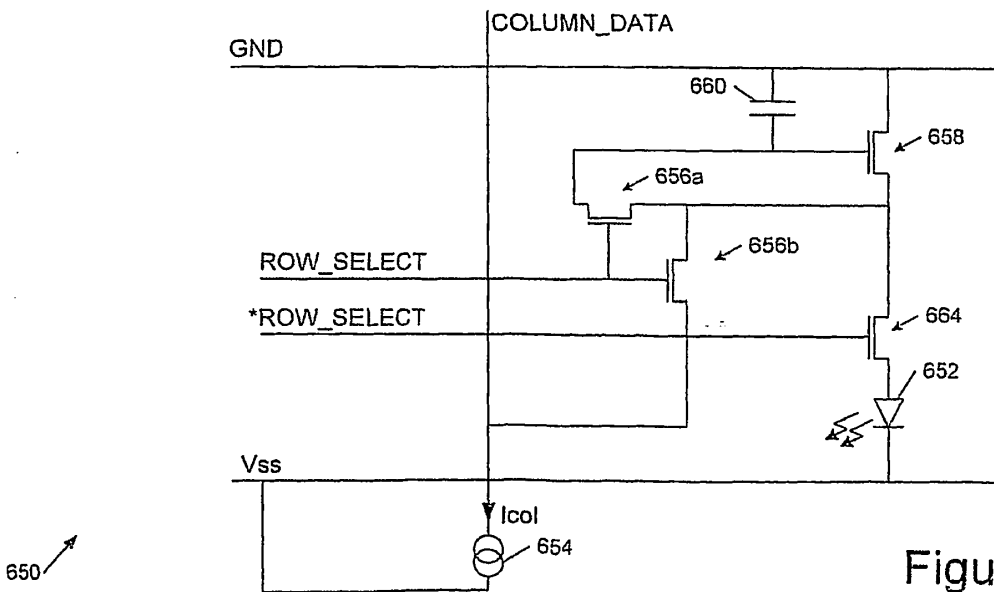 COLUMN_DATA
GND
660
658
656a
656b
ROW_SELECT
*ROW_SELECT
664
652
Vss
Icol
654
650
Figu